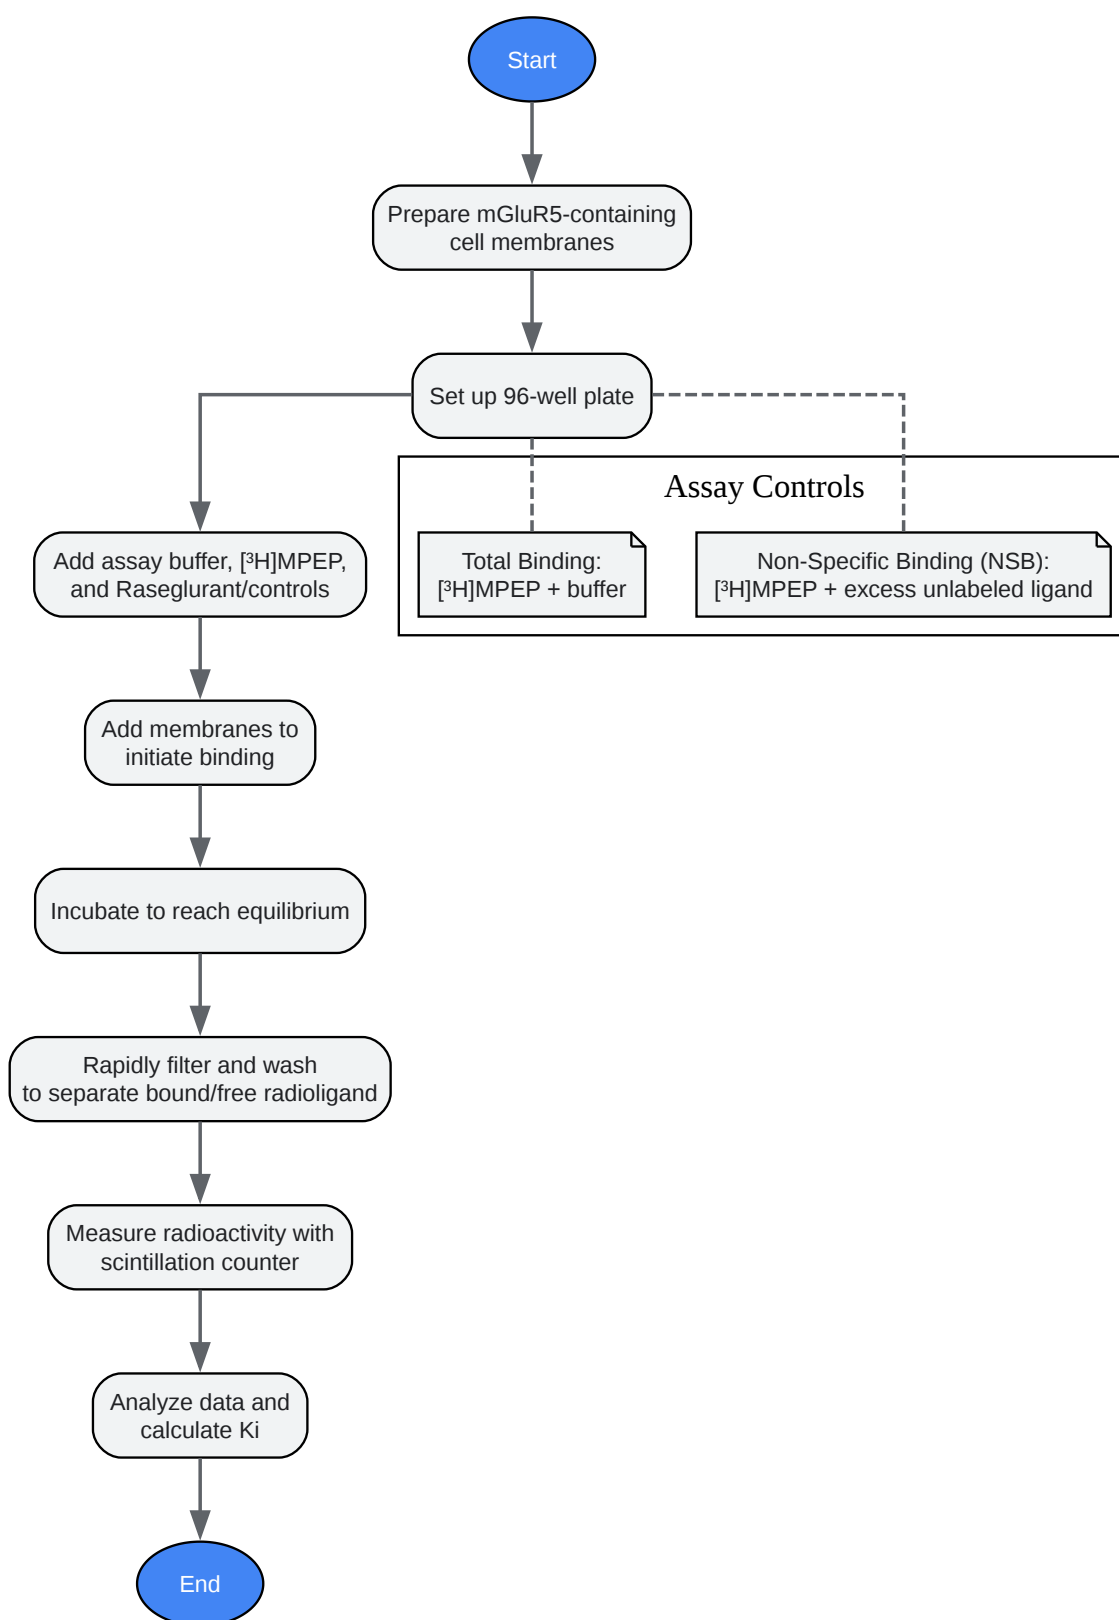 Start
Prepare mGluR5-containing
cell membranes
Set up 96-well plate
Assay Controls
Total Binding:
[³H]MPEP + buffer
Non-Specific Binding (NSB):
[³H]MPEP + excess unlabeled ligand
Add assay buffer, [³H]MPEP,
and Raseglurant/controls
Add membranes to
initiate binding
Incubate to reach equilibrium
Rapidly filter and wash
to separate bound/free radioligand
Measure radioactivity with
scintillation counter
Analyze data and
calculate Ki
End